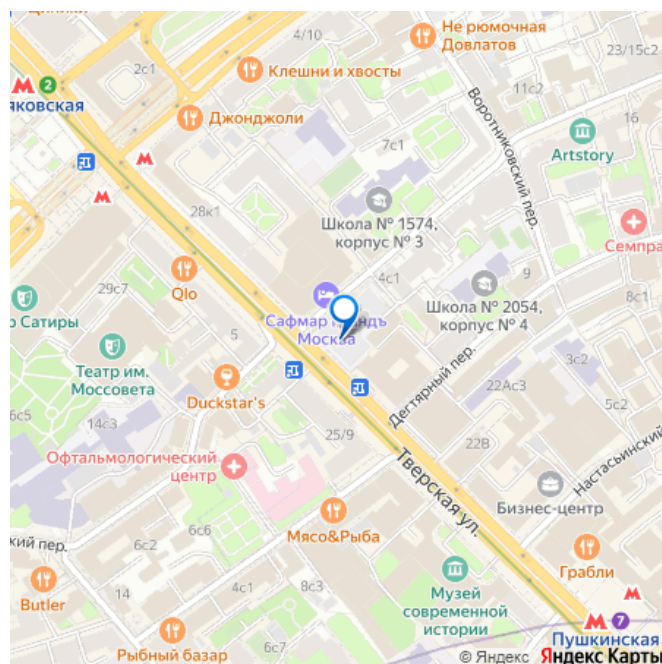 Циники
4/10
Не рюмочная
Довлатов
23/15с2
2с1
Клешни и хвосты
2
яковская
11с2
Джонджоли
Воротниковский пер.
16
7с1
Artstory
28к1
Школа № 1574,
корпус № 3
Семпра
Qlo
4с1
9
29с7
Школа № 2054,
корпус № 4
8с1
р Сатиры
Сафмар Грандъ
Москва
5
Театр им.
Моссовета
3с2
Дегтярный пер.
22Ас3
Duckstar's
6с5
14с3
5с2
25/9
22В
Офтальмологический
центр
Тверская ул.
Настасьинский
Бизнес-центр
6с6
Мясо&Рыба
ский пер.
6с2
Грабли
Butler
14
4с1
8с3
Музей
современной
истории
7
Пушкинская
Рыбный базар
6с7
© Яндекс Яндекс Карты